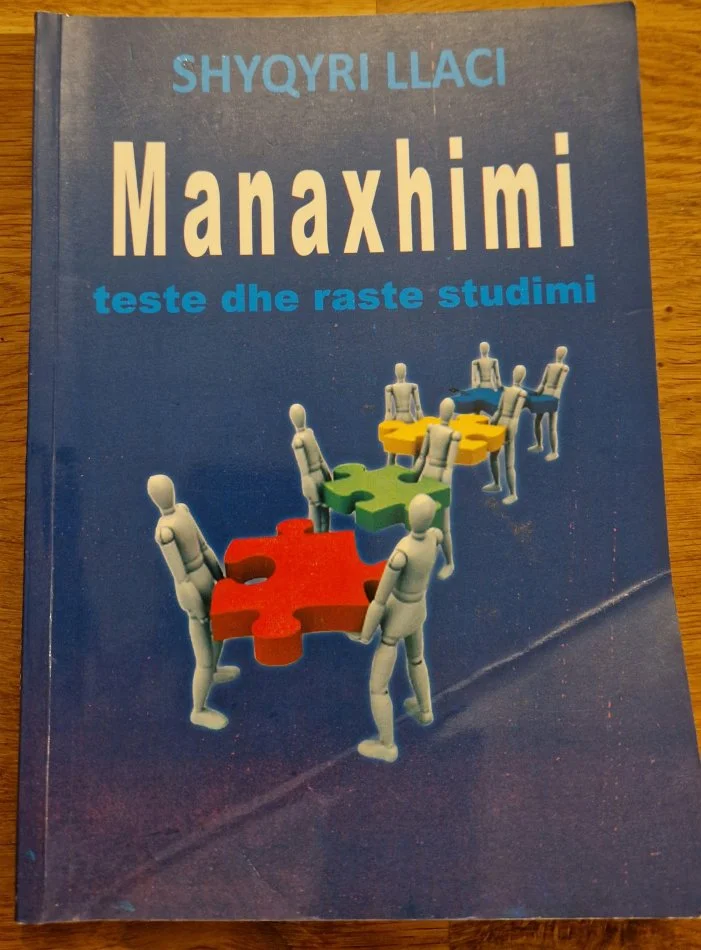 SHYQYRI LLACI
Manaxhimi
teste dhe raste studimi